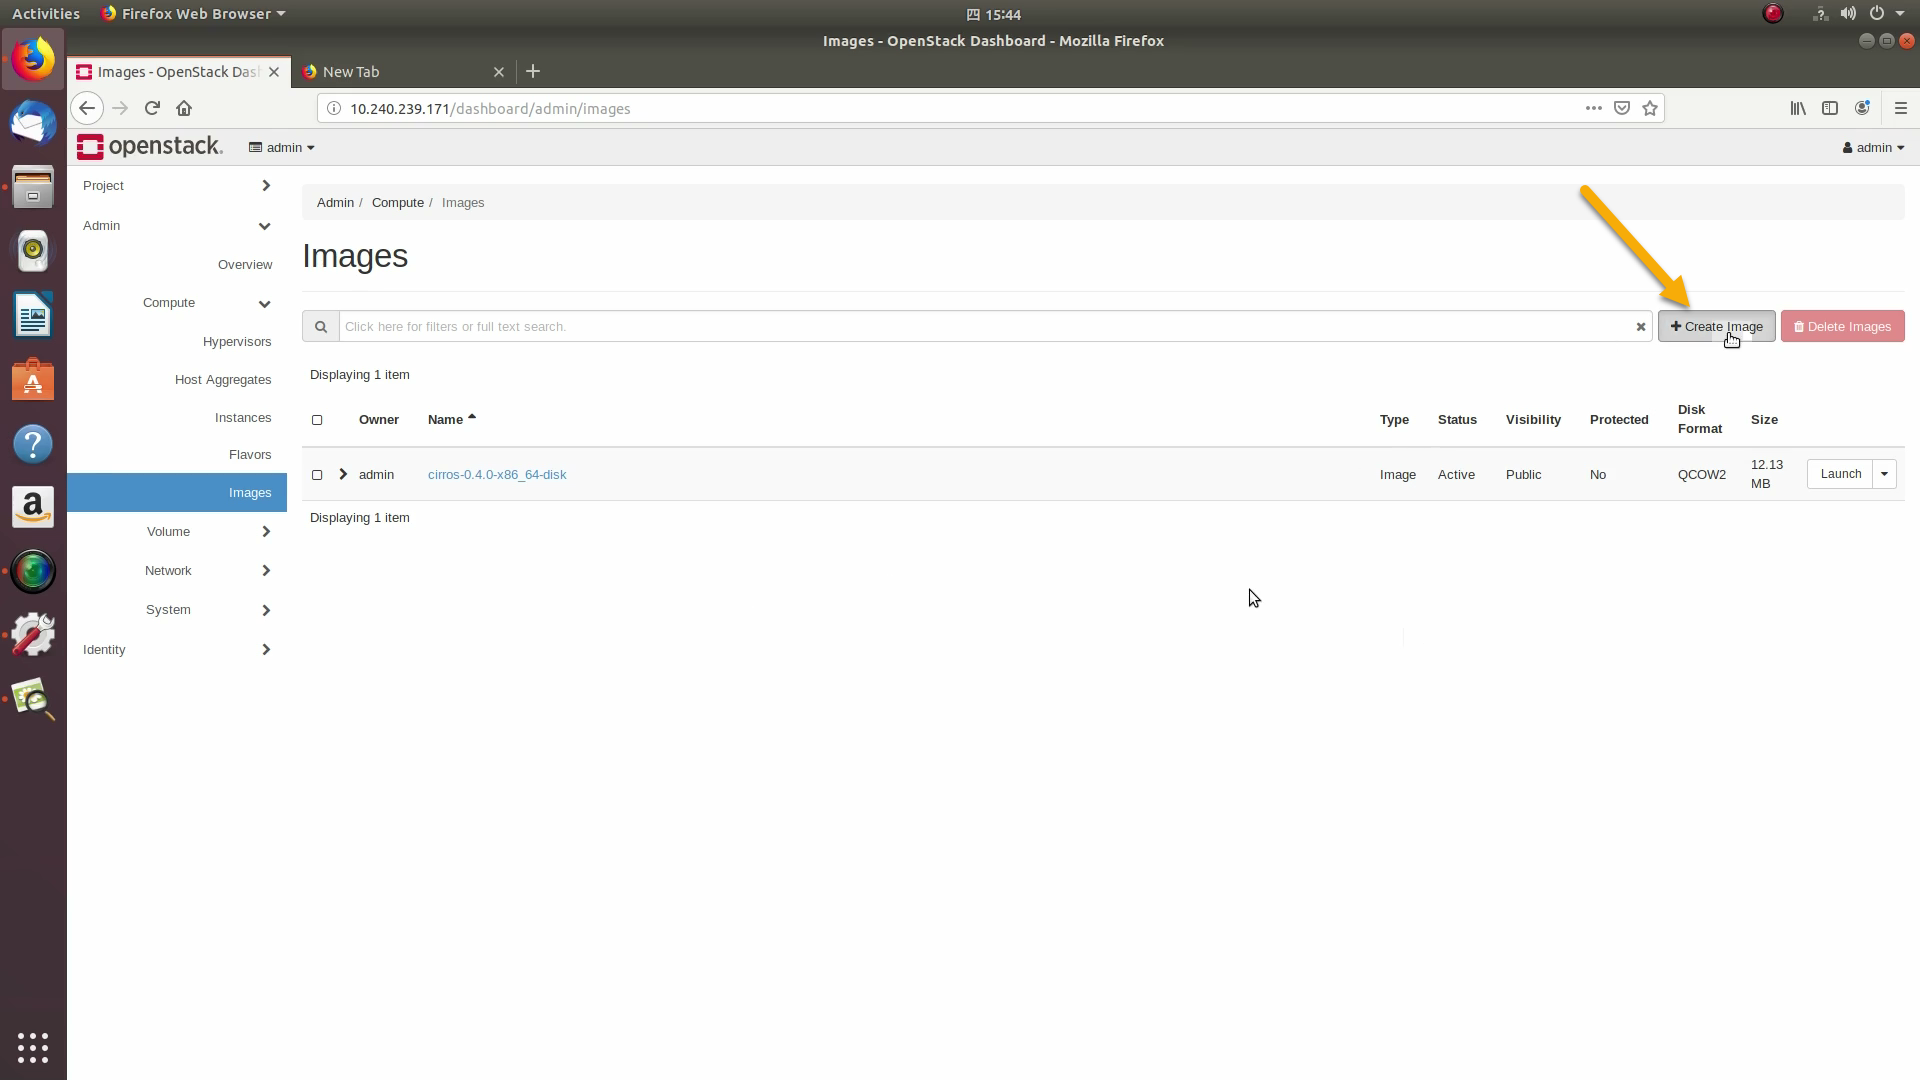 Activities Firefox Web Browser 四 15:44
Images - OpenStack Dashboard - Mozilla Firefox
Images - OpenStack Das New Tab
10.240.239.171/dashboard/admin/images
openstack. admin admin
Project
Admin
Overview
Compute
Hypervisors
Host Aggregates
Instances
Flavors
Images
Volume
Network
System
Identity
Admin / Compute / Images
Images
Click here for filters or full text search. Create Image Delete Images
Displaying 1 item
Owner Name Type Status Visibility Protected Disk Format Size
admin cirros-0.4.0-x86_64-disk Image Active Public No QCOW2 12.13 MB Launch
Displaying 1 item